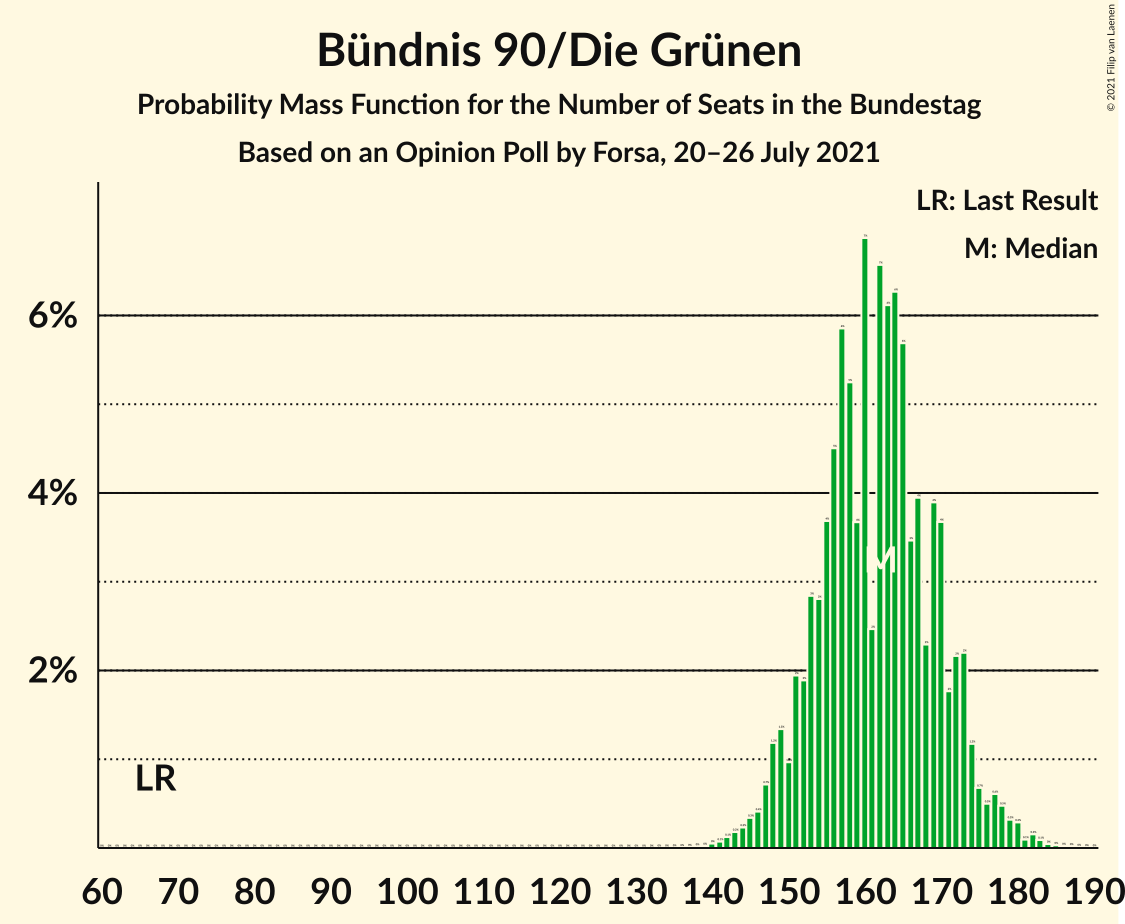 Bündnis 90/Die Grünen
Probability Mass Function for the Number of Seats in the Bundestag
Based on an Opinion Poll by Forsa, 20–26 July 2021
© 2021 Filip van Laenen
LR: Last Result
M: Median
6%
4%
2%
M
LR
60 70 80 90 100 110 120 130 140 150 160 170 180 190